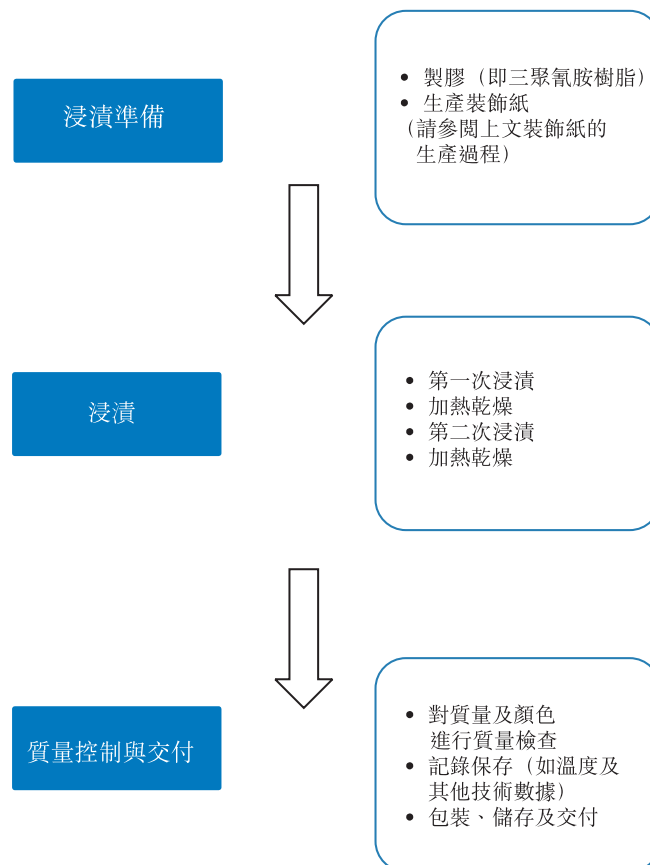 浸漬準備
• 製膠（即三聚氰胺樹脂）
• 生產裝飾紙
（請參閱上文裝飾紙的
生產過程）
浸漬
• 第一次浸漬
• 加熱乾燥
• 第二次浸漬
• 加熱乾燥
質量控制與交付
• 對質量及顏色
進行質量檢查
• 記錄保存（如溫度及
其他技術數據）
• 包裝、儲存及交付